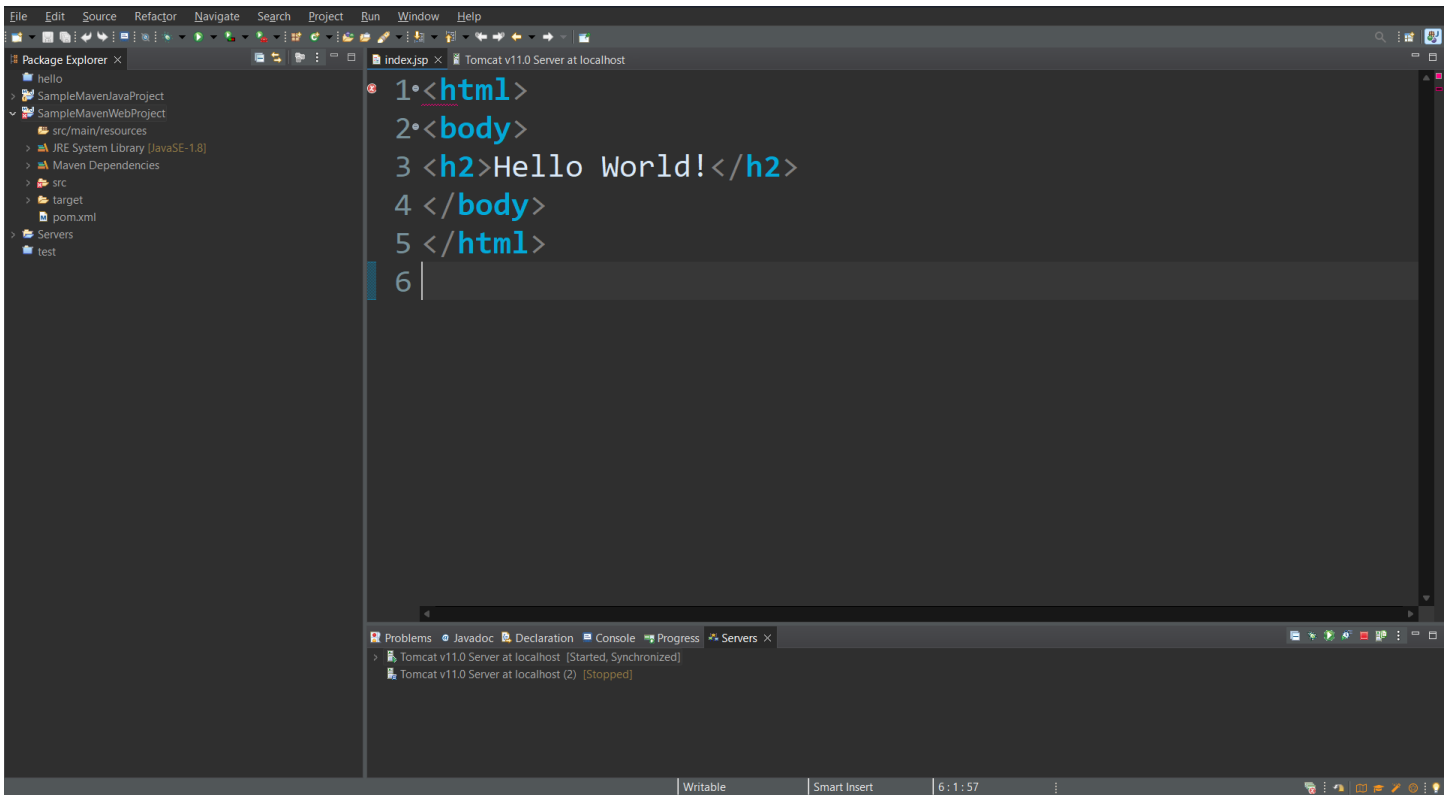 File Edit Source Refactor Navigate Search Project Run Window Help
Package Explorer
hello
SampleMavenJavaProject
SampleMavenWebProject
src/main/resources
JRE System Library [JavaSE-1.8]
Maven Dependencies
src
target
pom.xml
Servers
test
index.jsp Tomcat v11.0 Server at localhost
1 <html>
2 <body>
3 <h2>Hello World!</h2>
4 </body>
5 </html>
6
Problems Javadoc Declaration Console Progress Servers
Tomcat v11.0 Server at localhost [Started, Synchronized]
Tomcat v11.0 Server at localhost (2) [Stopped]
Writable Smart Insert 6 : 1 : 57